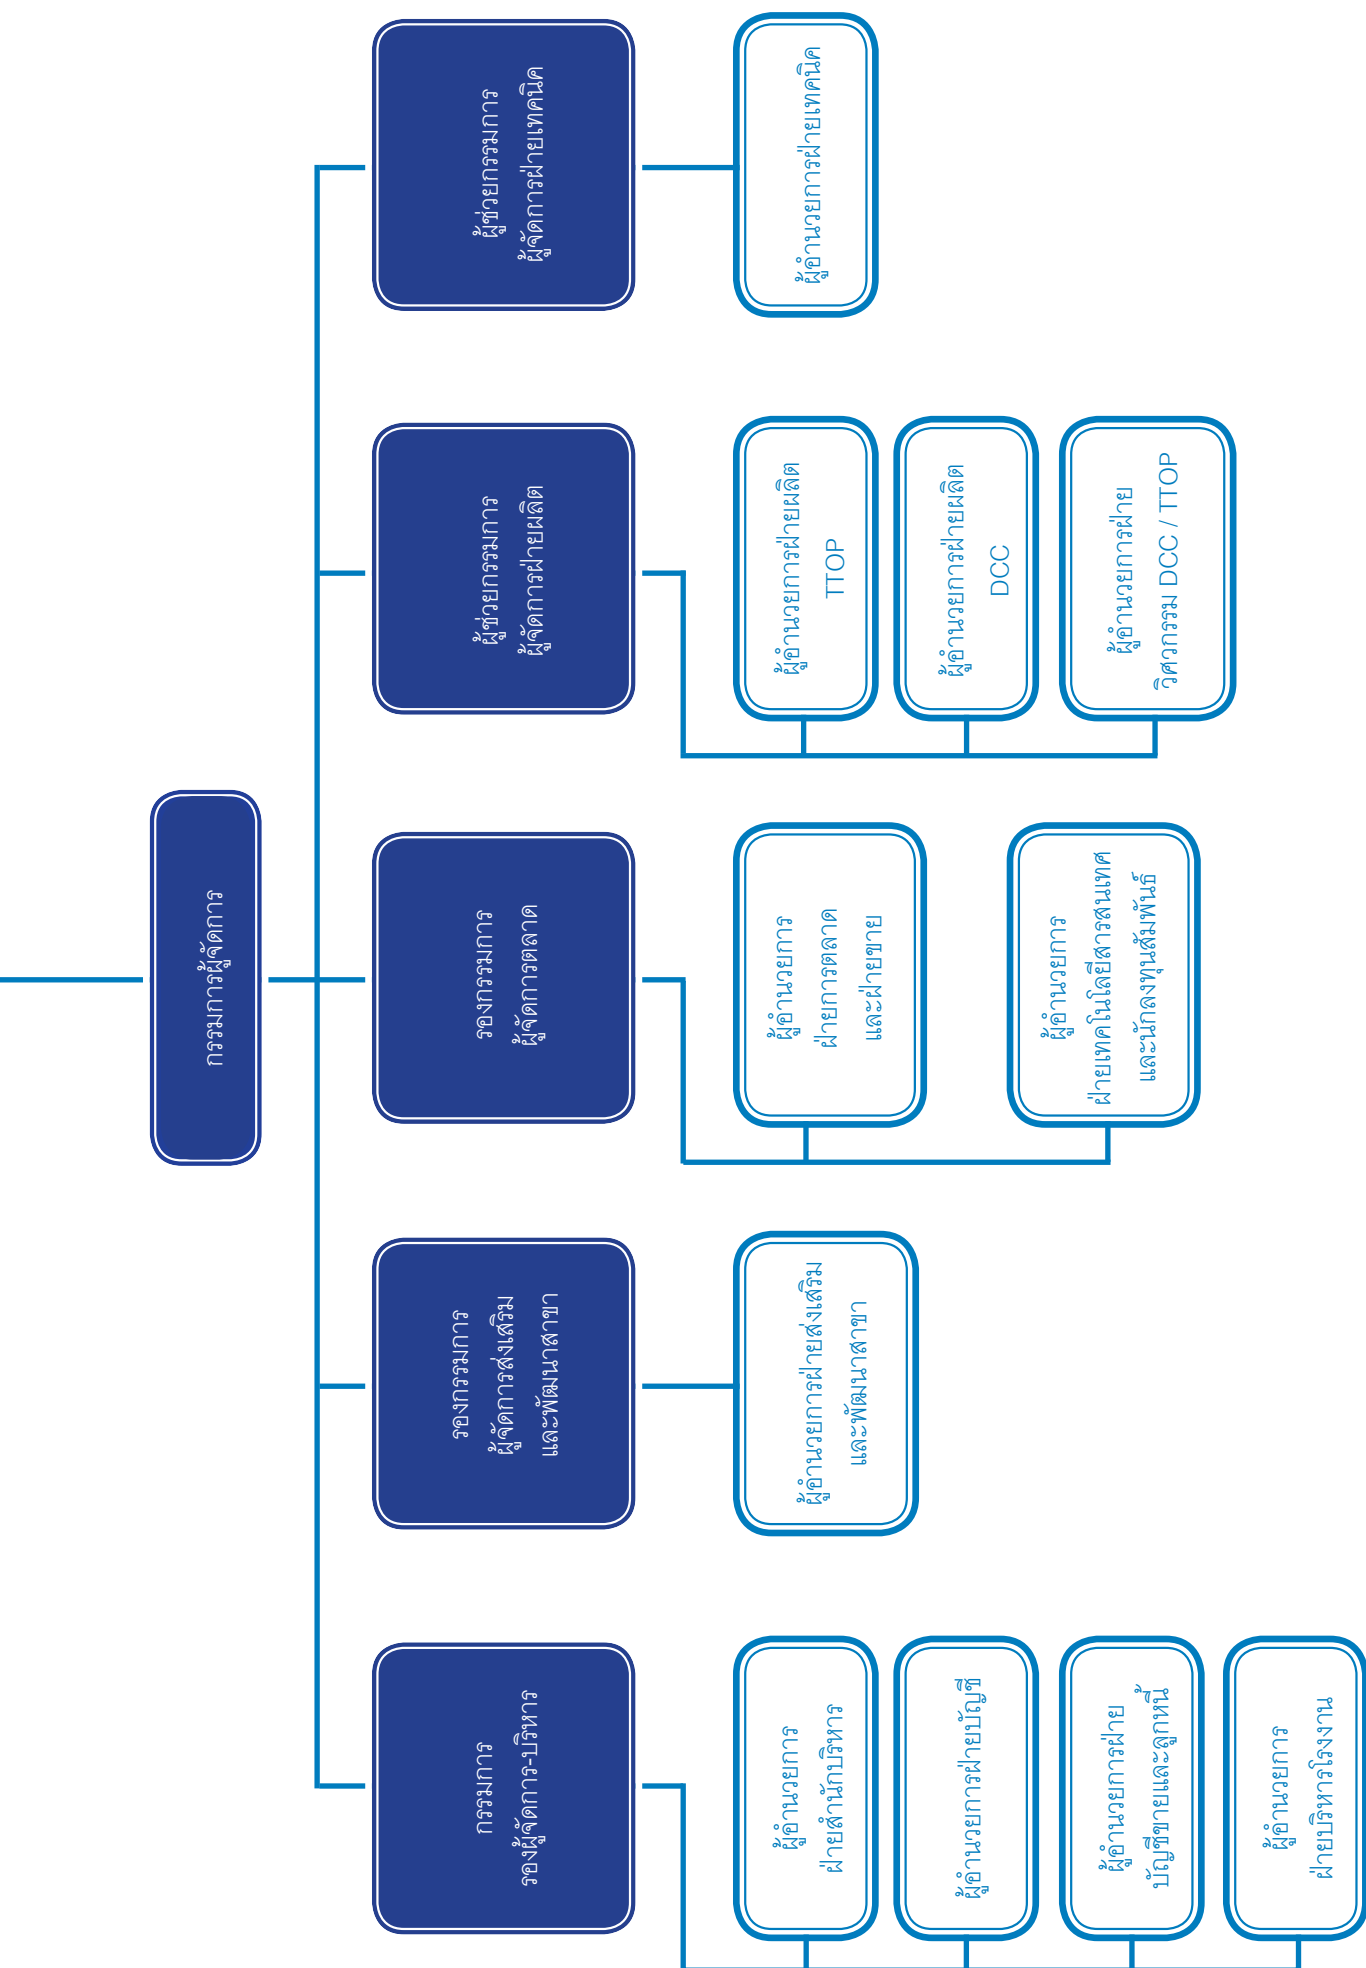 กรรมการผู้จัดการ
กรรมการ
รองผู้จัดการ-บริหาร
รองกรรมการ
ผู้จัดการส่งเสริม
และพัฒนาสาขา
รองกรรมการ
ผู้จัดการตลาด
ผู้ช่วยกรรมการ
ผู้จัดการฝ่ายผลิต
ผู้ช่วยกรรมการ
ผู้จัดการฝ่ายเทคนิค
ผู้อำนวยการ
ฝ่ายสำนักบริหาร
ผู้อำนวยการฝ่ายบัญชี
ผู้อำนวยการฝ่าย
บัญชีขายและลูกหนี้
ผู้อำนวยการ
ฝ่ายบริหารโรงงาน
ผู้อำนวยการฝ่ายส่งเสริม
และพัฒนาสาขา
ผู้อำนวยการ
ฝ่ายการตลาด
และฝ่ายขาย
ผู้อำนวยการ
ฝ่ายเทคโนโลยีสารสนเทศ
และนักลงทุนสัมพันธ์
ผู้อำนวยการฝ่ายผลิต
TTOP
ผู้อำนวยการฝ่ายผลิต
DCC
ผู้อำนวยการฝ่าย
วิศวกรรม DCC / TTOP
ผู้อำนวยการฝ่ายเทคนิค